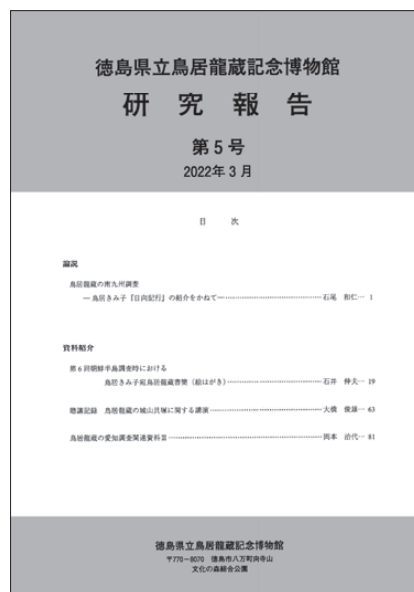 徳島県立鳥居龍蔵記念博物館
研究報告
第5号
2022年3月
目 次
論説
鳥居龍蔵の南九州調査
― 鳥居きみ子『日向記行』の紹介をかねて ―……………………石尾 和仁… 1
資料紹介
第6回朝鮮半島調査時における
鳥居きみ子宛鳥居龍蔵書簡（絵はがき）……………………石井 伸夫… 19
聴講記録 鳥居龍蔵の城山貝塚に関する講演……………………大橋 俊雄… 63
鳥居龍蔵の愛知調査関連資料Ⅱ……………………岡本 治代… 81
徳島県立鳥居龍蔵記念博物館
〒770－8070 徳島市八万町向寺山
文化の森総合公園